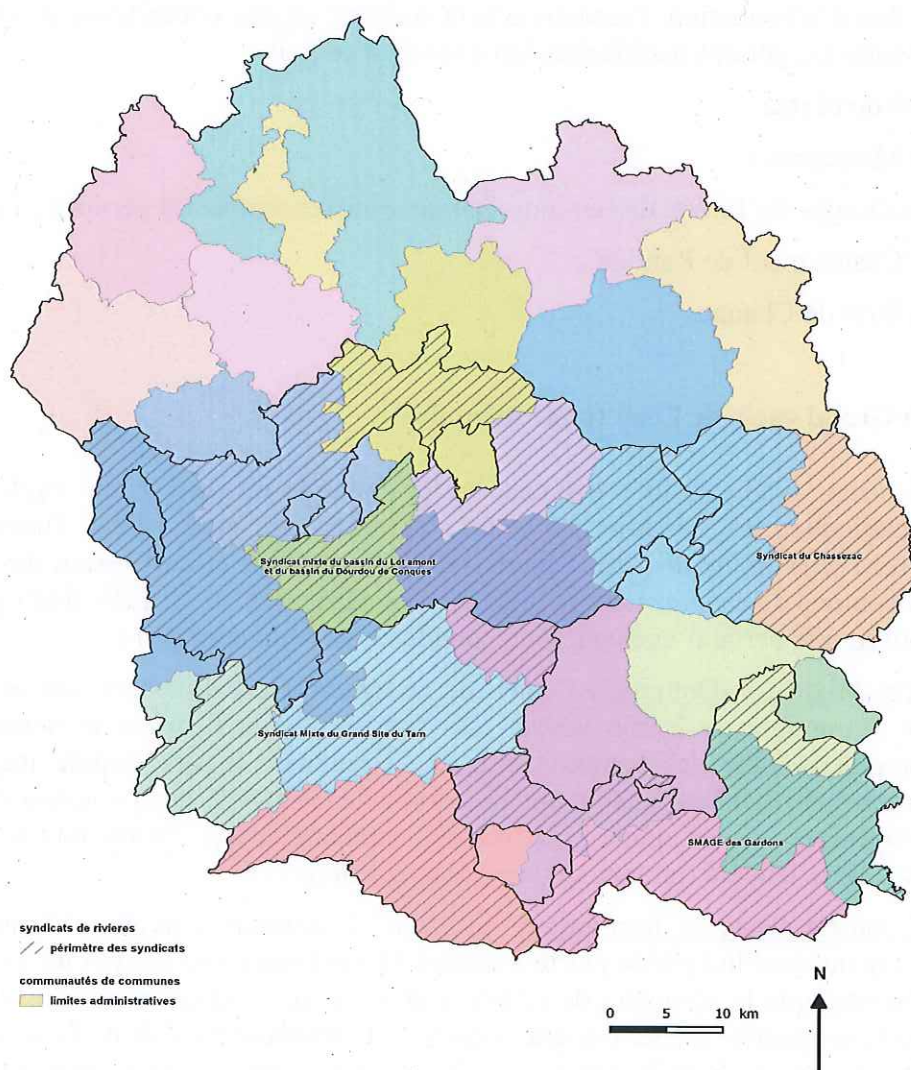 Syndicat mixte du bassin du Lot amont
et du bassin du Dourdou de Conques
Syndicat du Chassezac
Syndicat Mixte du Grand Site du Tarn
SMAGE des Gardons
syndicats de rivieres
périmètre des syndicats
communautés de communes
limites administratives
N
0 5 10 km